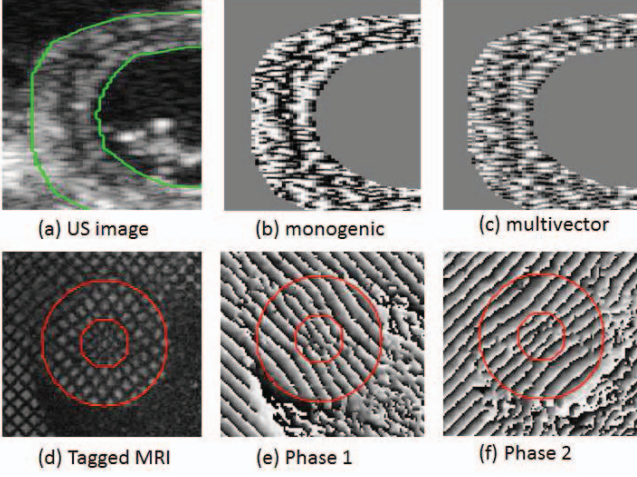 (a) US image
(b) monogenic
(c) multivector
(d) Tagged MRI
(e) Phase 1
(f) Phase 2